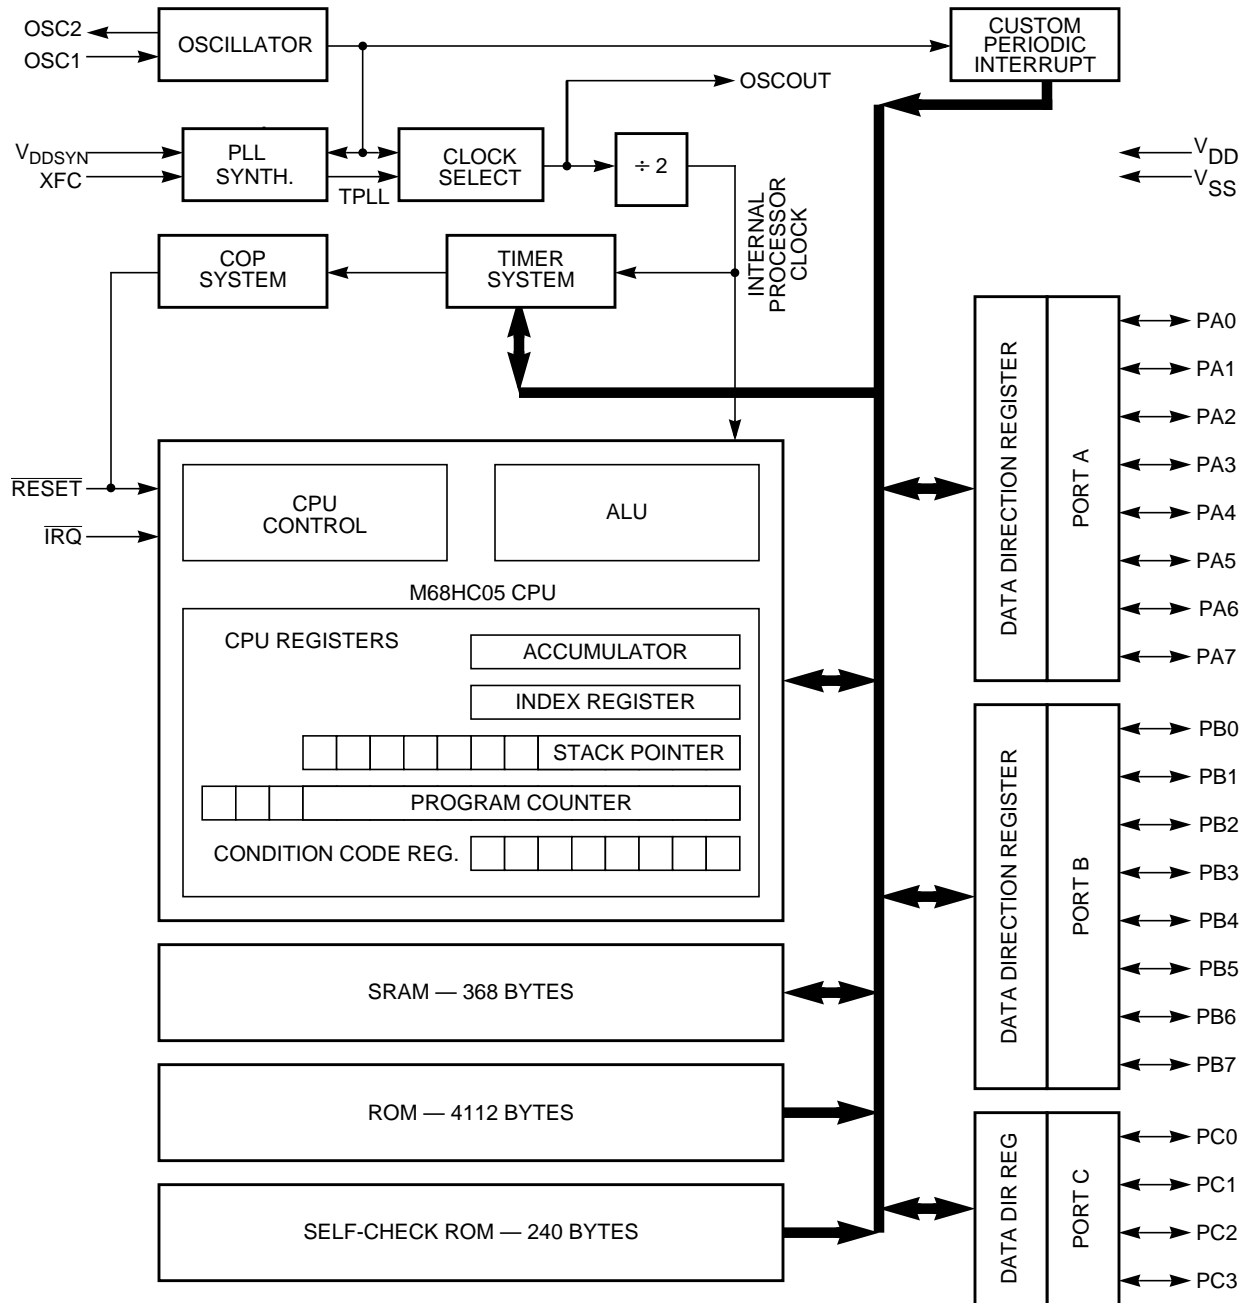 OSC2
OSC1
OSCILLATOR
CUSTOM
PERIODIC
INTERRUPT
OSCOUT
VDDSYN
XFC
PLL
SYNTH.
TPLL
CLOCK
SELECT
÷ 2
VDD
VSS
INTERNAL
PROCESSOR
CLOCK
COP
SYSTEM
TIMER
SYSTEM
RESET
IRQ
CPU
CONTROL
ALU
M68HC05 CPU
CPU REGISTERS
ACCUMULATOR
INDEX REGISTER
STACK POINTER
PROGRAM COUNTER
CONDITION CODE REG.
SRAM — 368 BYTES
ROM — 4112 BYTES
SELF-CHECK ROM — 240 BYTES
DATA DIRECTION REGISTER
PORT A
PA0
PA1
PA2
PA3
PA4
PA5
PA6
PA7
DATA DIRECTION REGISTER
PORT B
PB0
PB1
PB2
PB3
PB4
PB5
PB6
PB7
DATA DIR REG
PORT C
PC0
PC1
PC2
PC3